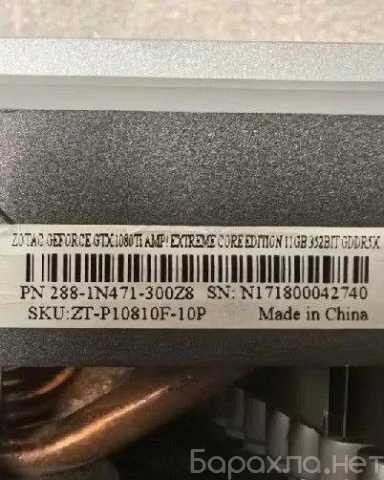 ZOTAC GEFORCE GTX1080Ti AMP! EXTREME CORE EDITION 11GB 352BIT GDDR5X
PN 288-1N471-300Z8 SN: N171800042740
SKU:ZT-P10810F-10P Made in China
Барахла.нет